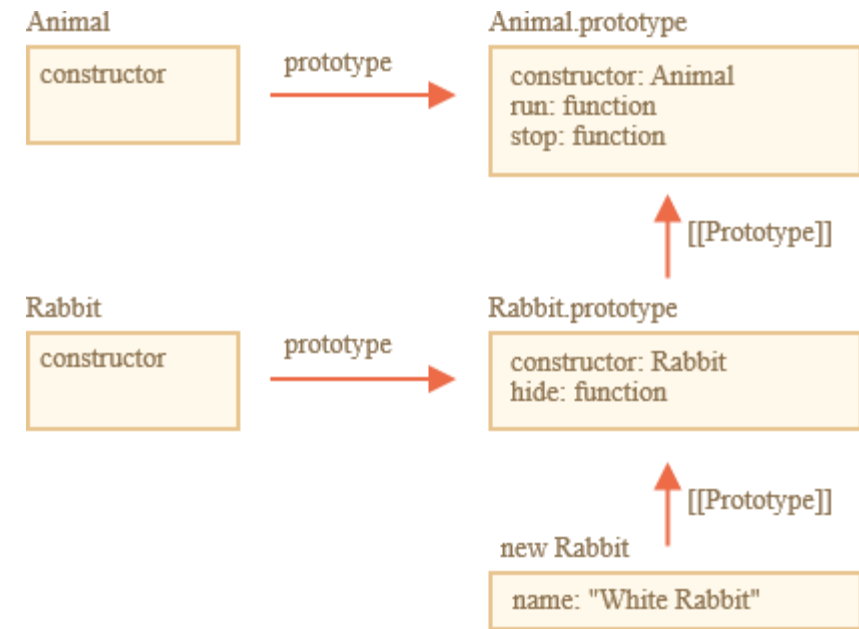 Animal
constructor
prototype
Animal.prototype
constructor: Animal
run: function
stop: function
[[Prototype]]
Rabbit
constructor
prototype
Rabbit.prototype
constructor: Rabbit
hide: function
[[Prototype]]
new Rabbit
name: "White Rabbit"